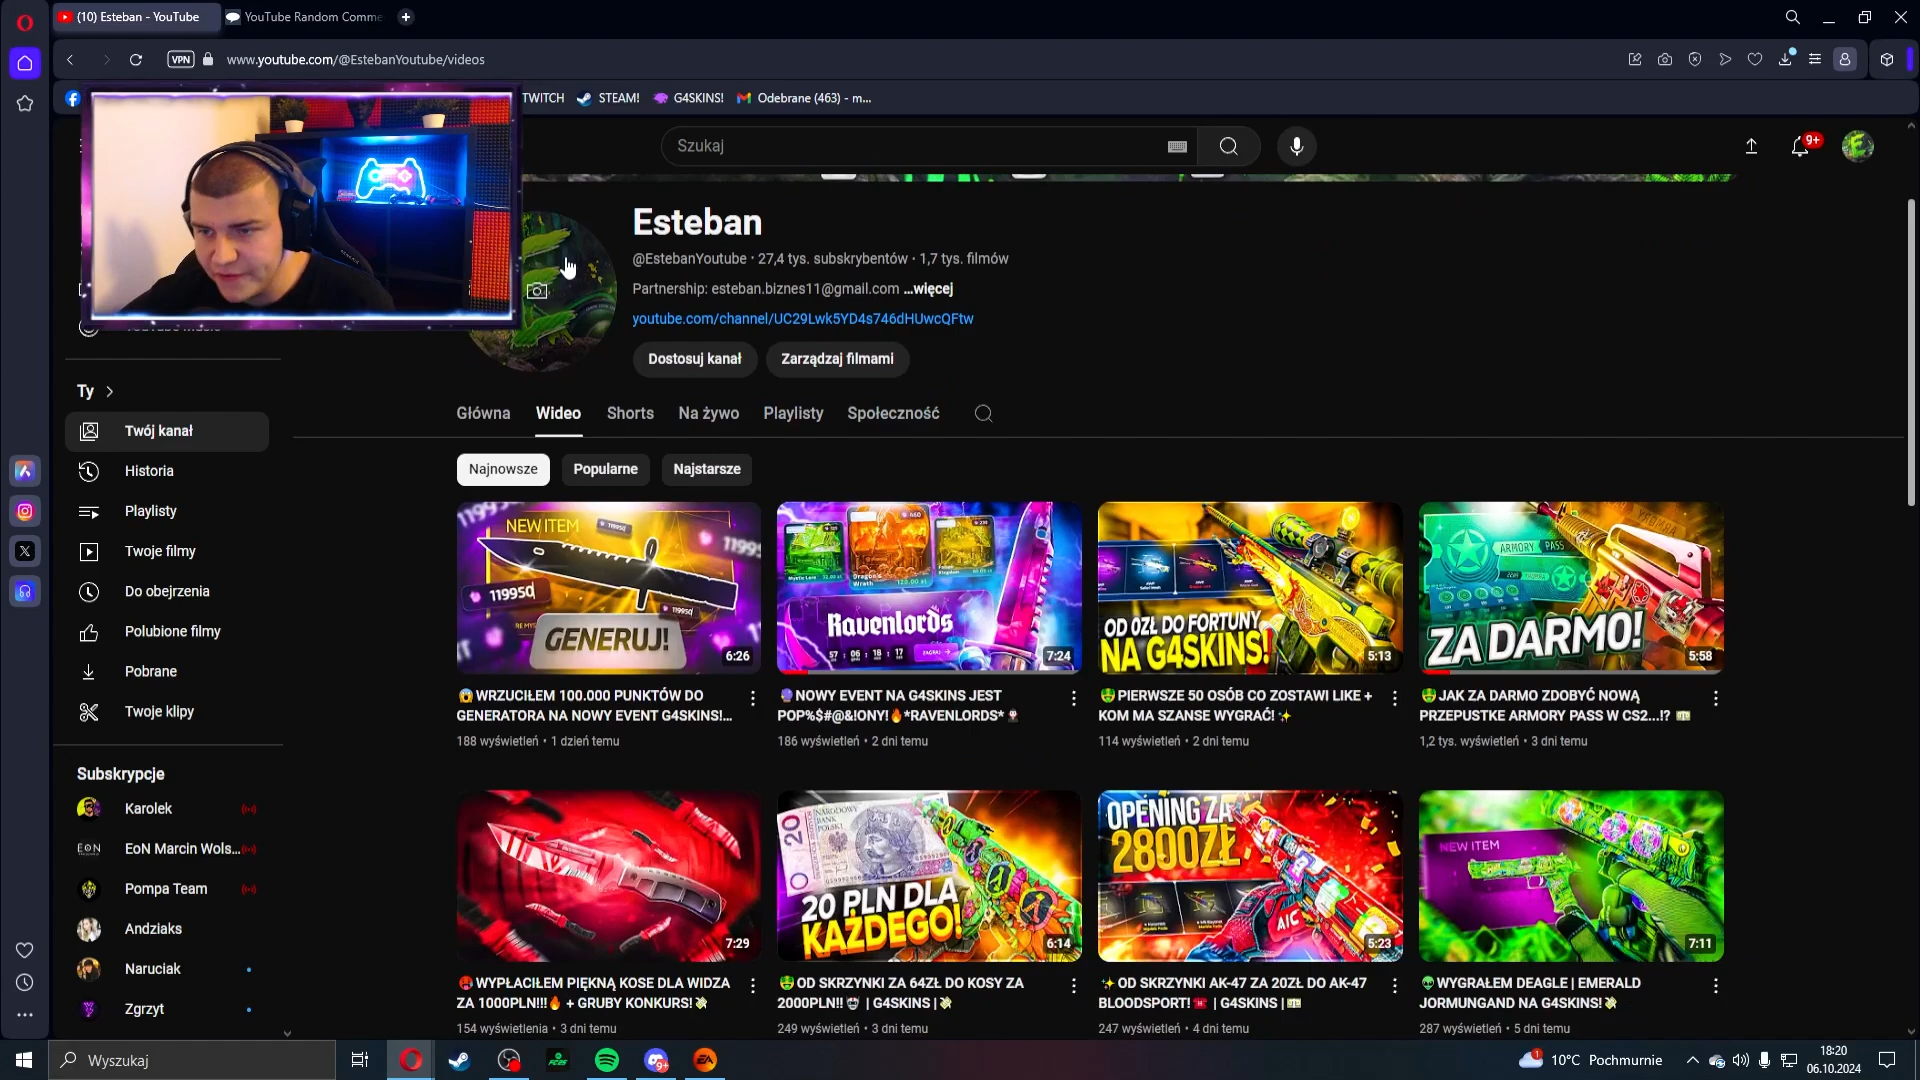 (10) Esteban - YouTube
YouTube Random Comme
VPN
www.youtube.com/@EstebanYoutube/videos
TWITCH
STEAM!
G4SKINS!
Odebrane (463) - m...
Szukaj
9+
Esteban
@EstebanYoutube · 27,4 tys. subskrybentów · 1,7 tys. filmów
Partnership: esteban.biznes11@gmail.com ...więcej
youtube.com/channel/UC29Lwk5YD4s746dHUwcQFtw
Dostosuj kanał
Zarządzaj filmami
Ty
Twój kanał
Historia
Playlisty
Twoje filmy
Do obejrzenia
Polubione filmy
Pobrane
Twoje klipy
Subskrypcje
Karolek
EoN Marcin Wols...
Pompa Team
Andziaks
Naruciak
Zgrzyt
Główna
Wideo
Shorts
Na żywo
Playlisty
Społeczność
Najnowsze
Popularne
Najstarsze
NEW ITEM
119950
GENERUJ!
6:26
😱WRZUCIŁEM 100.000 PUNKTÓW DO
GENERATORA NA NOWY EVENT G4SKINS!...
188 wyświetleń · 1 dzień temu
Ravenlords
7:24
🔮NOWY EVENT NA G4SKINS JEST
POP%$#@&!ONY!🔥*RAVENLORDS*🧛🏻
186 wyświetleń · 2 dni temu
OD 0ZŁ DO FORTUNY
NA G4SKINS!
5:13
🤑PIERWSZE 50 OSÓB CO ZOSTAWI LIKE +
KOM MA SZANSE WYGRAĆ!✨
114 wyświetleń · 2 dni temu
ARMORY PASS
ZA DARMO!
5:58
🤑JAK ZA DARMO ZDOBYĆ NOWĄ
PRZEPUSTKE ARMORY PASS W CS2...!? 💵
1,2 tys. wyświetleń · 3 dni temu
7:29
🥵WYPŁACIŁEM PIĘKNĄ KOSE DLA WIDZA
ZA 1000PLN!!!🔥 + GRUBY KONKURS!💸
154 wyświetlenia · 3 dni temu
NARODOWY
BANK
POLSKI
20
20 PLN DLA
KAŻDEGO!
6:14
🤑OD SKRZYNKI ZA 64ZŁ DO KOSY ZA
2000PLN!! | G4SKINS |💸
249 wyświetleń · 3 dni temu
OPENING ZA
2800ZŁ
5:23
✨OD SKRZYNKI AK-47 ZA 20ZŁ DO AK-47
BLOODSPORT! | G4SKINS |💵
247 wyświetleń · 4 dni temu
NEW ITEM
7:11
👽WYGRAŁEM DEAGLE | EMERALD
JORMUNGAND NA G4SKINS!💸
287 wyświetleń · 5 dni temu
Wyszukaj
9+
1
10°C Pochmurnie
18:20
06.10.2024